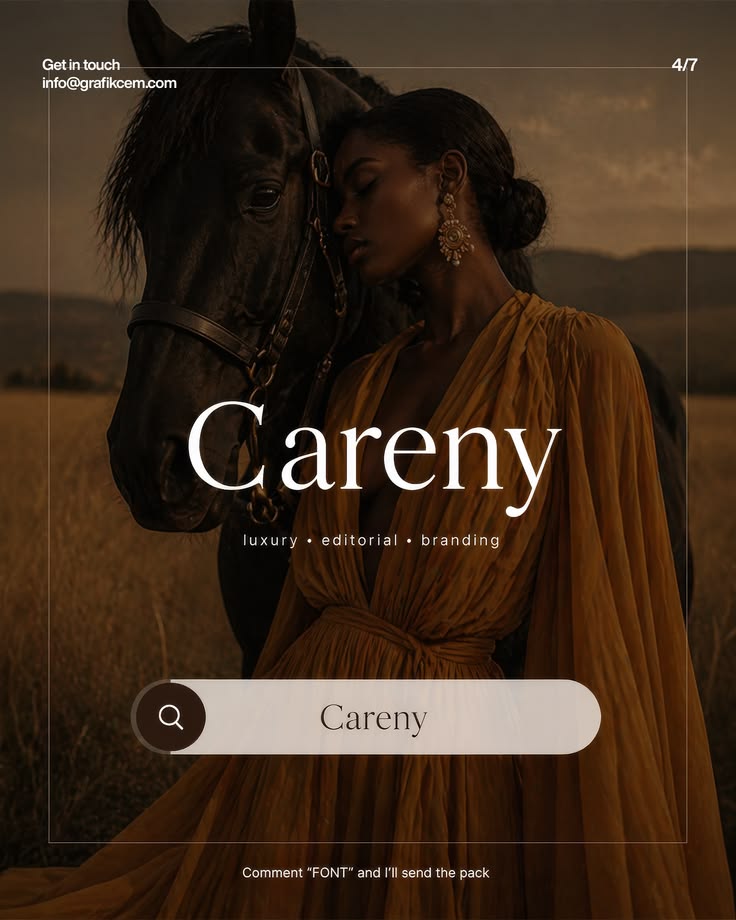 Get in touch
info@grafikcem.com
4/7
Careny
luxury • editorial • branding
Careny
Comment “FONT” and I’ll send the pack